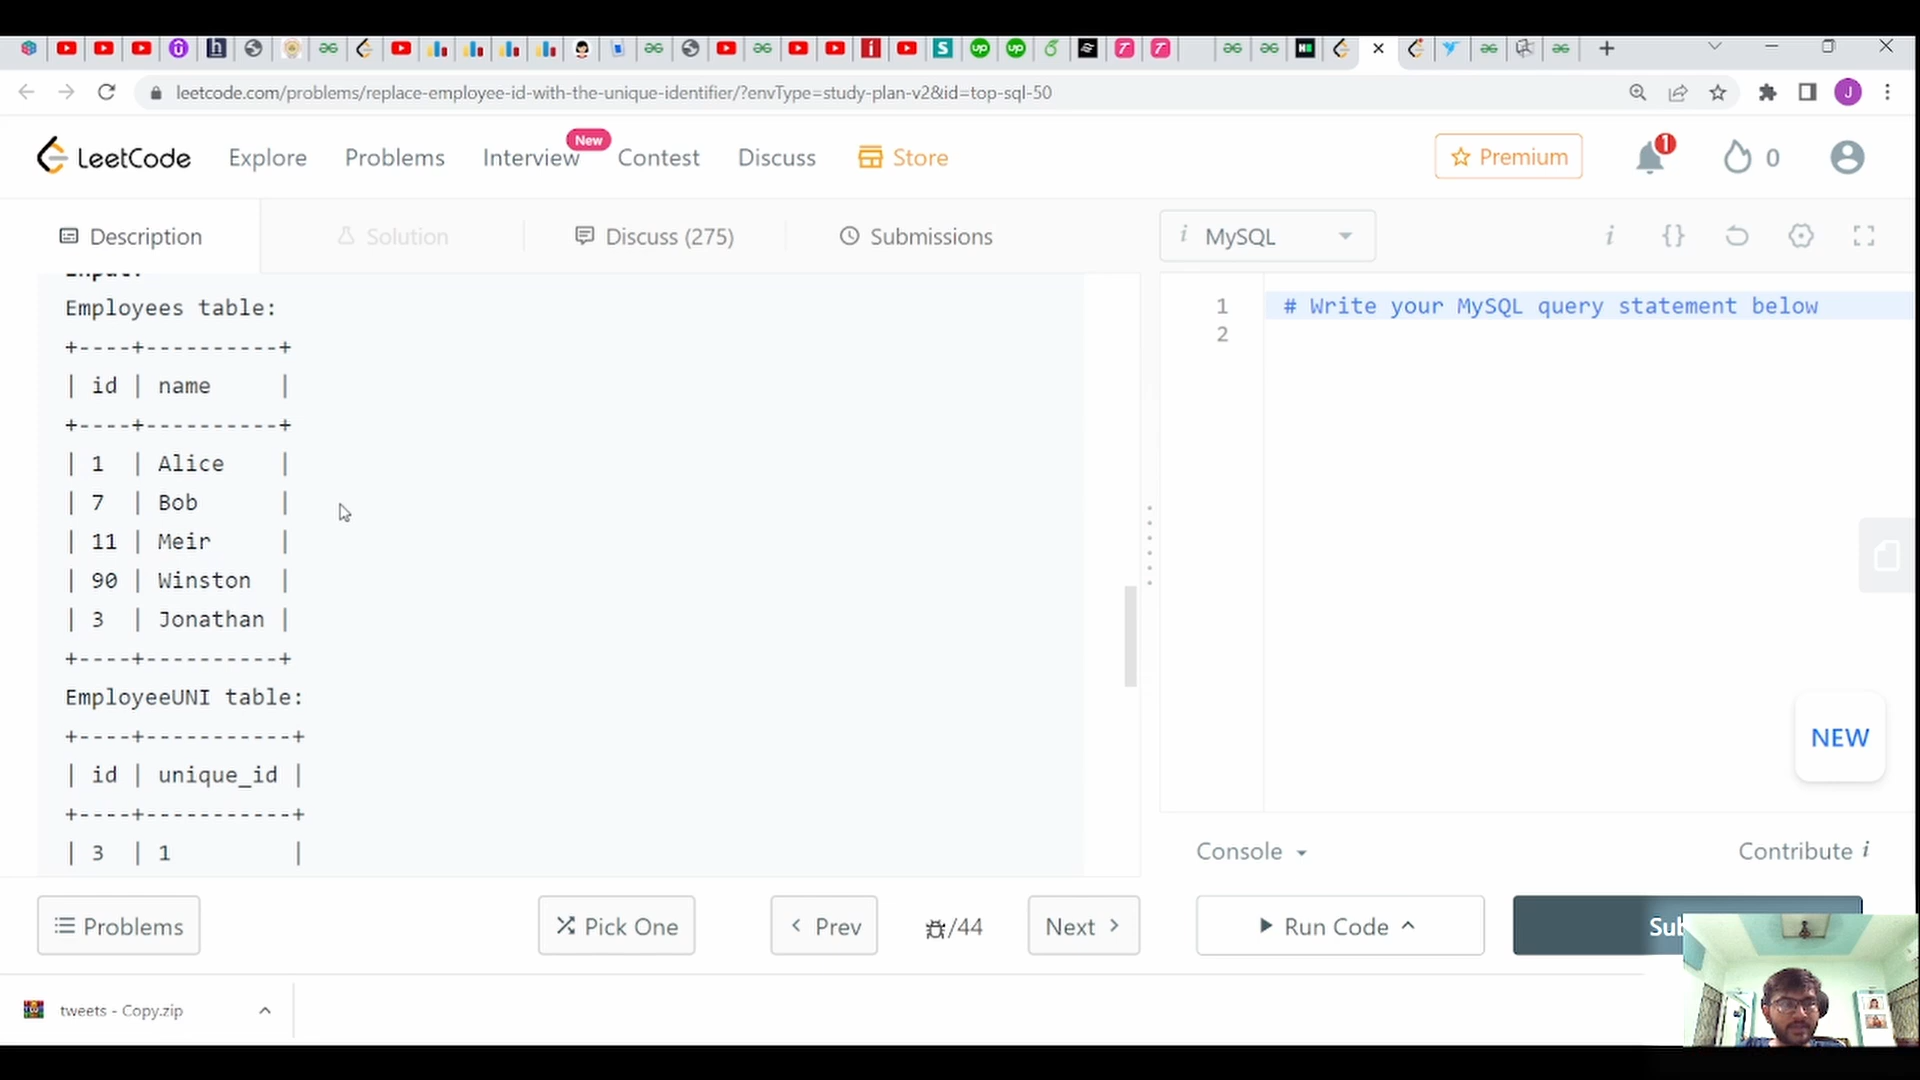 leetcode.com/problems/replace-employee-id-with-the-unique-identifier/?envType=study-plan-v2&id=top-sql-50
J
LeetCode Explore Problems Interview New Contest Discuss Store Premium 1 0
Description Solution Discuss (275) Submissions i MySQL i {}
Input:
Employees table:
+----+----------+
| id | name     |
+----+----------+
| 1  | Alice    |
| 7  | Bob      |
| 11 | Meir     |
| 90 | Winston  |
| 3  | Jonathan |
+----+----------+
EmployeeUNI table:
+----+-----------+
| id | unique_id |
+----+-----------+
| 3  | 1         |
1 # Write your MySQL query statement below
2
NEW
Console Contribute i
Problems Pick One Prev /44 Next Run Code Sub
tweets - Copy.zip